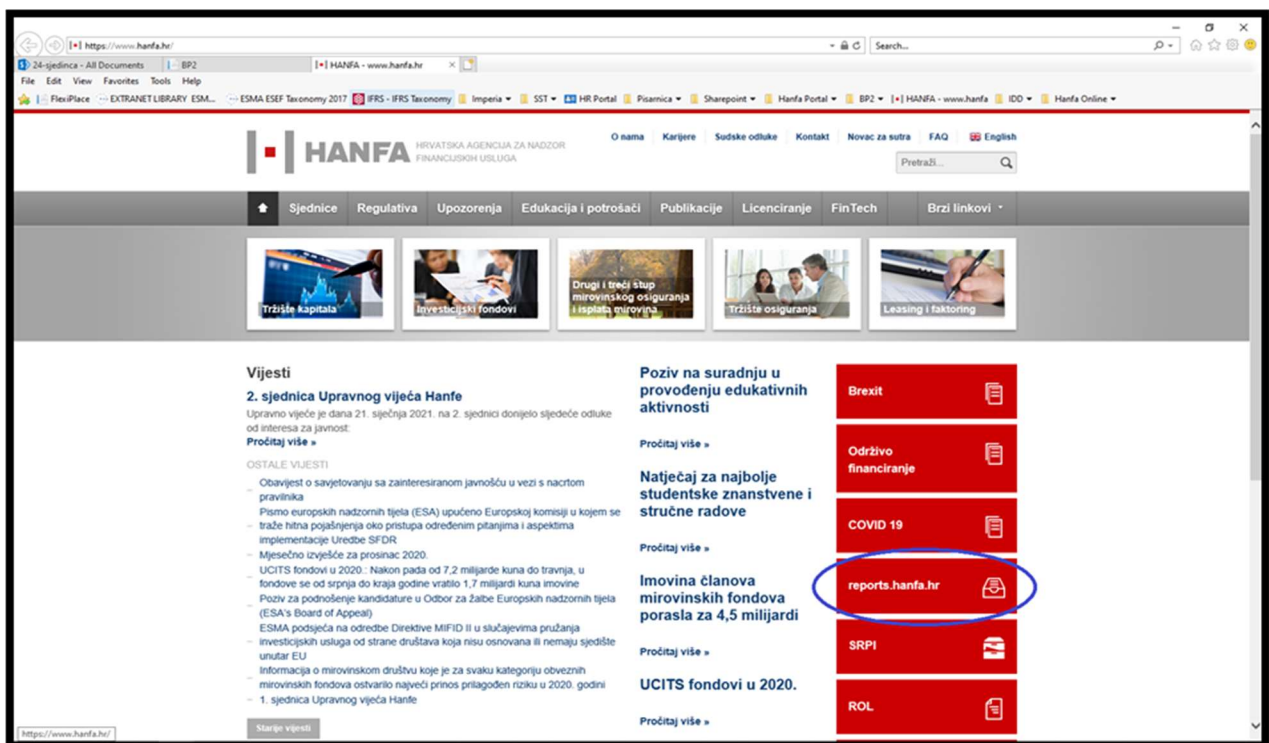 https://www.hanfa.hr/
Search...
24-sjedinca - All Documents
BP2
HANFA - www.hanfa.hr
File Edit View Favorites Tools Help
FlexiPlace
EXTRANET LIBRARY ESM...
ESMA ESEF Taxonomy 2017
IFRS - IFRS Taxonomy
Imperia
SST
HR Portal
Pisarnica
Sharepoint
Hanfa Portal
BP2
HANFA - www.hanfa
IDD
Hanfa Online
HANFA
HRVATSKA AGENCIJA ZA NADZOR
FINANCIJSKIH USLUGA
O nama Karijere Sudske odluke Kontakt Novac za sutra FAQ English
Pretraži...
Sjednice Regulativa Upozorenja Edukacija i potrošači Publikacije Licenciranje FinTech Brzi linkovi
Tržište kapitala
Investicijski fondovi
Drugi i treći stup
mirovinskog osiguranja
i isplata mirovina
Tržište osiguranja
Leasing i faktoring
Vijesti
2. sjednica Upravnog vijeća Hanfe
Upravno vijeće je dana 21. siječnja 2021. na 2. sjednici donijelo sljedeće odluke
od interesa za javnost:
Pročitaj više »
OSTALE VIJESTI
Obavijest o savjetovanju sa zainteresiranom javnošću u vezi s nacrtom
pravilnika
Pismo europskih nadzornih tijela (ESA) upućeno Europskoj komisiji u kojem se
traže hitna pojašnjenja oko pristupa određenim pitanjima i aspektima
implementacije Uredbe SFDR
Mjesečno izvješće za prosinac 2020.
UCITS fondovi u 2020.: Nakon pada od 7,2 milijarde kuna do travnja, u
fondove se od srpnja do kraja godine vratilo 1,7 milijardi kuna imovine
Poziv za podnošenje kandidature u Odbor za žalbe Europskih nadzornih tijela
(ESA's Board of Appeal)
ESMA podsjeća na odredbe Direktive MIFID II u slučajevima pružanja
investicijskih usluga od strane društava koja nisu osnovana ili nemaju sjedište
unutar EU
Informacija o mirovinskom društvu koje je za svaku kategoriju obveznih
mirovinskih fondova ostvarilo najveći prinos prilagođen riziku u 2020. godini
1. sjednica Upravnog vijeća Hanfe
Starije vijesti
Poziv na suradnju u
provođenju edukativnih
aktivnosti
Pročitaj više »
Natječaj za najbolje
studentske znanstvene i
stručne radove
Pročitaj više »
Imovina članova
mirovinskih fondova
porasla za 4,5 milijardi
Pročitaj više »
UCITS fondovi u 2020.
Pročitaj više »
Brexit
Održivo
financiranje
COVID 19
reports.hanfa.hr
SRPI
ROL
https://www.hanfa.hr/